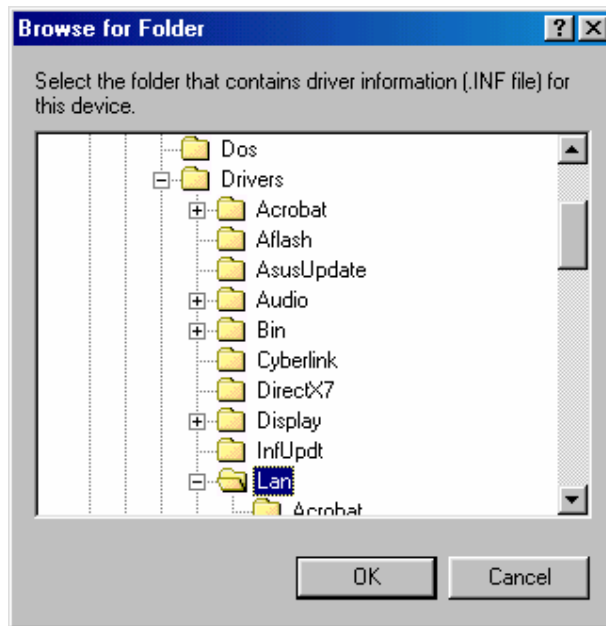 Browse for Folder
Select the folder that contains driver information (.INF file) for
this device.
Dos
Drivers
Acrobat
Aflash
AsusUpdate
Audio
Bin
Cyberlink
DirectX7
Display
InfUpdt
Lan
Acrobat
OK
Cancel